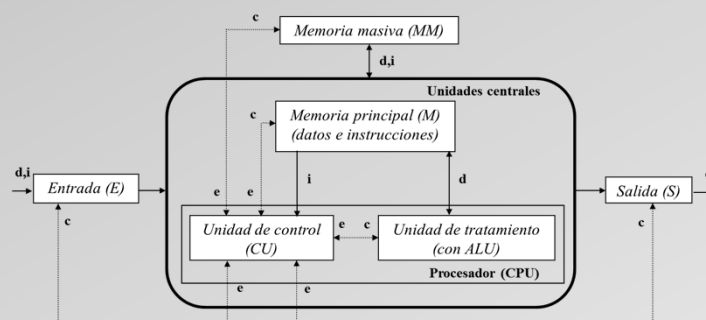 c
Memoria masiva (MM)
d,i
Unidades centrales
c
Memoria principal (M)
(datos e instrucciones)
d,i
Entrada (E)
c
e
e
i
d
Salida (S)
c
Unidad de control
(CU)
e
c
Unidad de tratamiento
(con ALU)
Procesador (CPU)
e
e